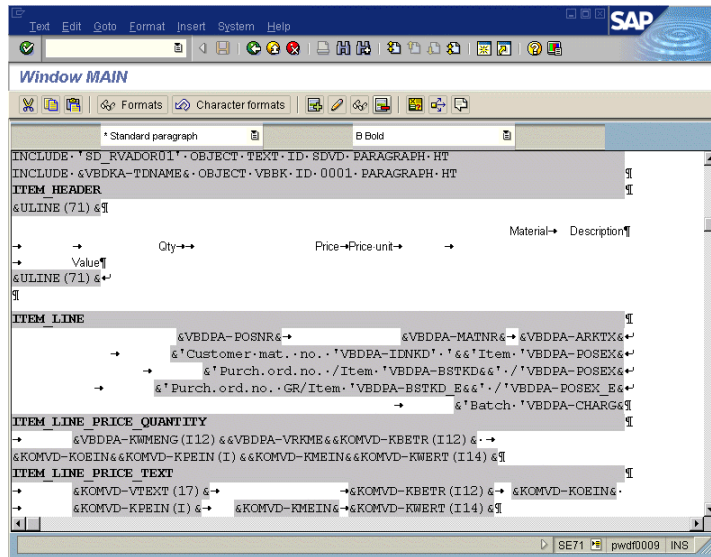 Text Edit Goto Format Insert System Help
SAP
Window MAIN
Formats Character formats
* Standard paragraph B Bold
INCLUDE·'SD_RVADOR01'·OBJECT·TEXT·ID·SDVD·PARAGRAPH·HT
INCLUDE·&VBDKA-TDNAME&·OBJECT·VBBK·ID·0001·PARAGRAPH·HT ¶
ITEM_HEADER ¶
&ULINE(71)&¶
Material→ Description¶
→ → Qty→→ Price→Price·unit→ →
→ Value¶
&ULINE(71)&↵
¶
ITEM_LINE ¶
&VBDPA-POSNR&→ &VBDPA-MATNR&→ &VBDPA-ARKTX&↵
→ &'Customer·mat.·no.·'VBDPA-IDNKD'·'&&'Item·'VBDPA-POSEX&↵
→ &'Purch.ord.no.·/Item·'VBDPA-BSTKD&&'·/'VBDPA-POSEX&↵
→ &'Purch.ord.no.·GR/Item·'VBDPA-BSTKD_E&&'·/'VBDPA-POSEX_E&↵
→ &'Batch·'VBDPA-CHARG&¶
ITEM_LINE_PRICE_QUANTITY ¶
→ &VBDPA-KWMENG(I12)&&VBDPA-VRKME&&KOMVD-KBETR(I12)&·→
&KOMVD-KOEIN&&KOMVD-KPEIN(I)&&KOMVD-KMEIN&&KOMVD-KWERT(I14)&¶
ITEM_LINE_PRICE_TEXT ¶
→ &KOMVD-VTEXT(17)&→ →&KOMVD-KBETR(I12)&→ &KOMVD-KOEIN&·
→ &KOMVD-KPEIN(I)&→ &KOMVD-KMEIN&→&KOMVD-KWERT(I14)&¶
SE71 pwdf0009 INS